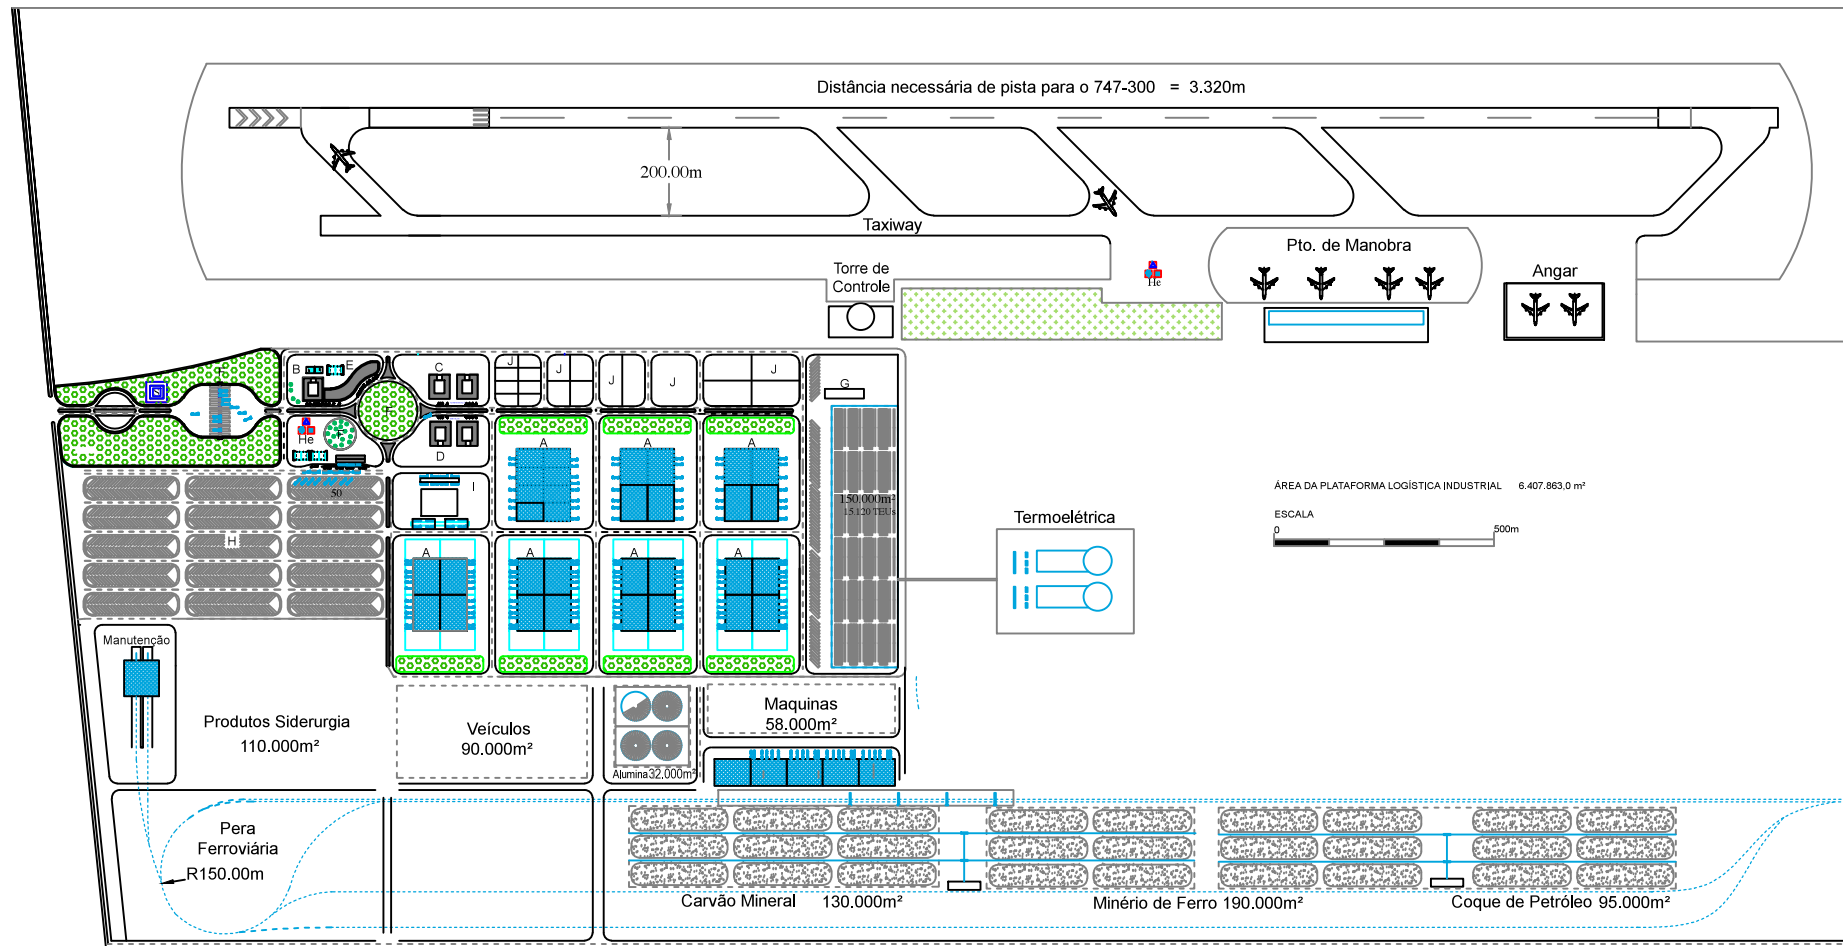 Distância necessária de pista para o 747-300 = 3.320m
200.00m
Taxiway
Pto. de Manobra
Torre de
Controle
He
Angar
B
E
C
J
J
J
J
J
G
F
He
F
D
A
A
A
I
50
H
150.000m²
15.120 TEUs
A
A
A
A
ÁREA DA PLATAFORMA LOGÍSTICA INDUSTRIAL 6.407.863,0 m²
ESCALA
0
500m
Termoelétrica
Manutenção
Produtos Siderurgia
110.000m²
Veículos
90.000m²
Maquinas
58.000m²
Alumina 32.000m²
Pera
Ferroviária
R150.00m
Carvão Mineral 130.000m²
Minério de Ferro 190.000m²
Coque de Petróleo 95.000m²